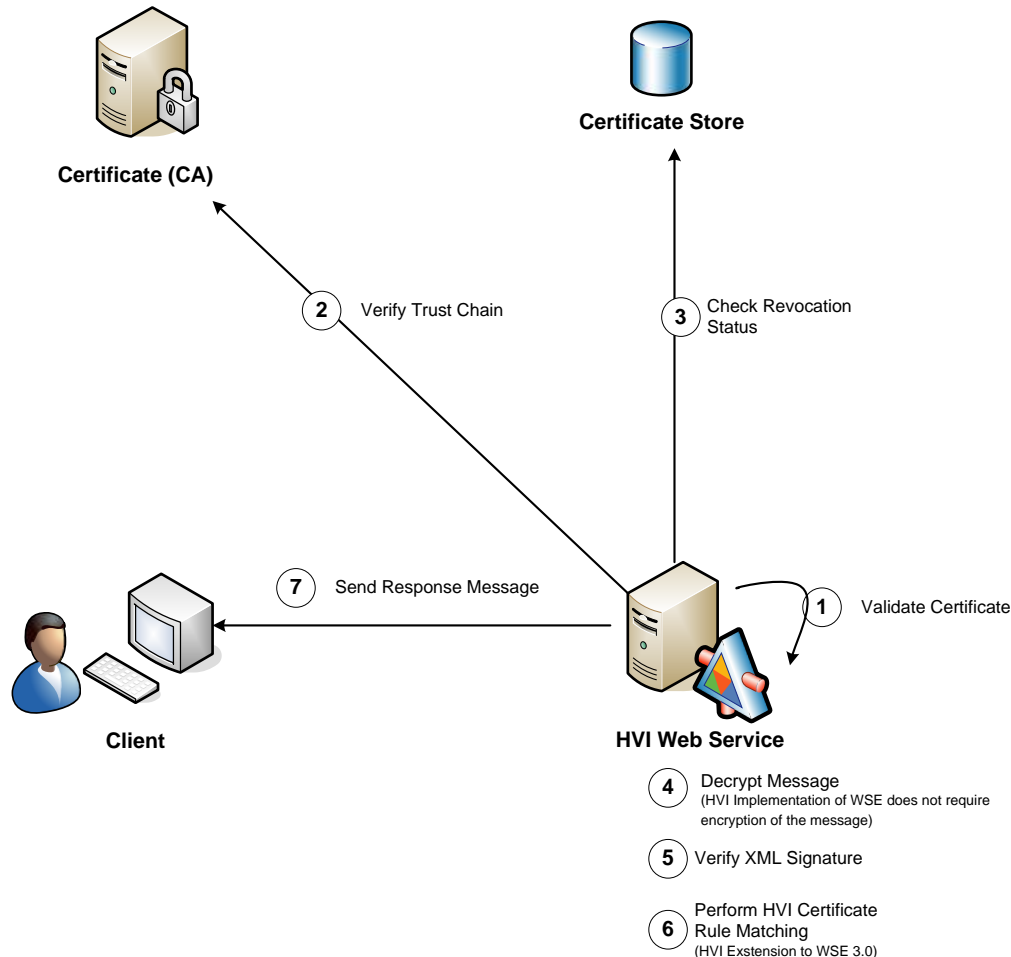 Certificate Store
Certificate (CA)
2
Verify Trust Chain
3
Check Revocation
Status
7
Send Response Message
1
Validate Certificate
Client
HVI Web Service
4
Decrypt Message
(HVI Implementation of WSE does not require
encryption of the message)
5
Verify XML Signature
6
Perform HVI Certificate
Rule Matching
(HVI Exstension to WSE 3.0)